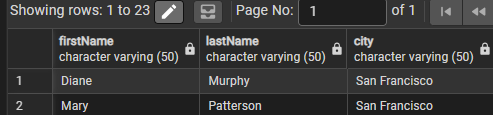 Showing rows: 1 to 23 Page No: 1 of 1
firstName lastName city
character varying (50) character varying (50) character varying (50)
1 Diane Murphy San Francisco
2 Mary Patterson San Francisco